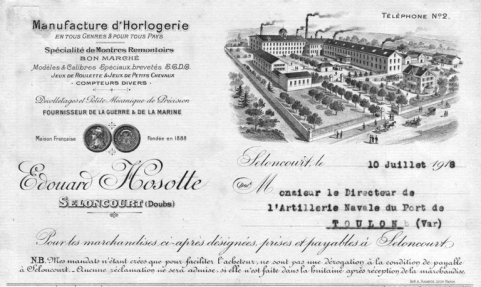 Manufacture d'Horlogerie
EN TOUS GENRES & POUR TOUS PAYS
Spécialité de Montres Remontoirs
BON MARCHÉ
Modèles & Calibres Spéciaux, brevetés S.G.D.G.
JEUX DE ROULETTE & JEUX DE PETITS CHEVAUX
- COMPTEURS DIVERS -
Décolletage et Petite Mécanique de Précision
FOURNISSEUR DE LA GUERRE & DE LA MARINE
Maison Française
Fondée en 1888
Edouard Hosotte
SELONCOURT (Doubs)
TÉLÉPHONE Nº 2
Seloncourt, le 10 Juillet 1918
Monsieur le Directeur de
l'Artillerie Navale du Port de
TOULON (Var)
Pour les marchandises ci-après désignées, prises et payables à Seloncourt
N.B. Mes mandats n'étant créés que pour faciliter l'acheteur, ne sont pas une dérogation à la condition de payable
à Seloncourt. Aucune réclamation ne sera admise, si elle n'est faite dans la huitaine après réception de la marchandise.